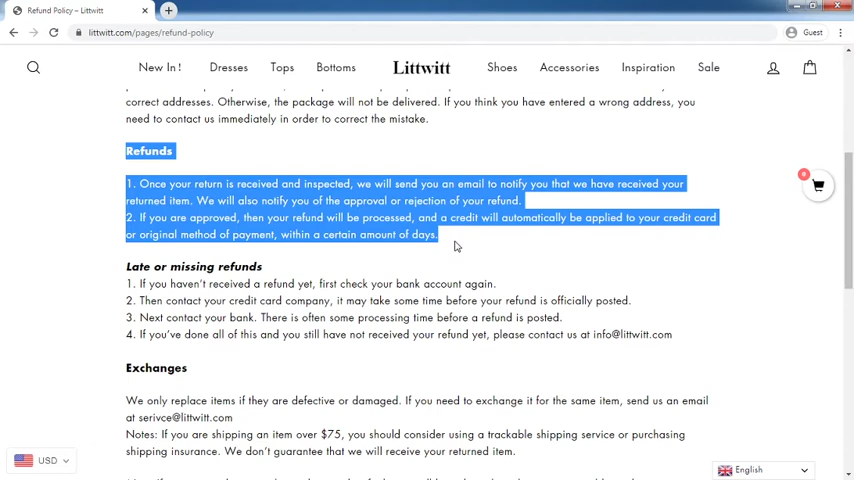 Refund Policy – Littwitt
littwitt.com/pages/refund-policy
Guest
New In!
Dresses
Tops
Bottoms
Littwitt
Shoes
Accessories
Inspiration
Sale
correct addresses. Otherwise, the package will not be delivered. If you think you have entered a wrong address, you
need to contact us immediately in order to correct the mistake.
Refunds
0
1. Once your return is received and inspected, we will send you an email to notify you that we have received your
returned item. We will also notify you of the approval or rejection of your refund.
2. If you are approved, then your refund will be processed, and a credit will automatically be applied to your credit card
or original method of payment, within a certain amount of days.
Late or missing refunds
1. If you haven't received a refund yet, first check your bank account again.
2. Then contact your credit card company, it may take some time before your refund is officially posted.
3. Next contact your bank. There is often some processing time before a refund is posted.
4. If you've done all of this and you still have not received your refund yet, please contact us at info@littwitt.com
Exchanges
We only replace items if they are defective or damaged. If you need to exchange it for the same item, send us an email
at serivce@littwitt.com
Notes: If you are shipping an item over $75, you should consider using a trackable shipping service or purchasing
shipping insurance. We don't guarantee that we will receive your returned item.
USD
English